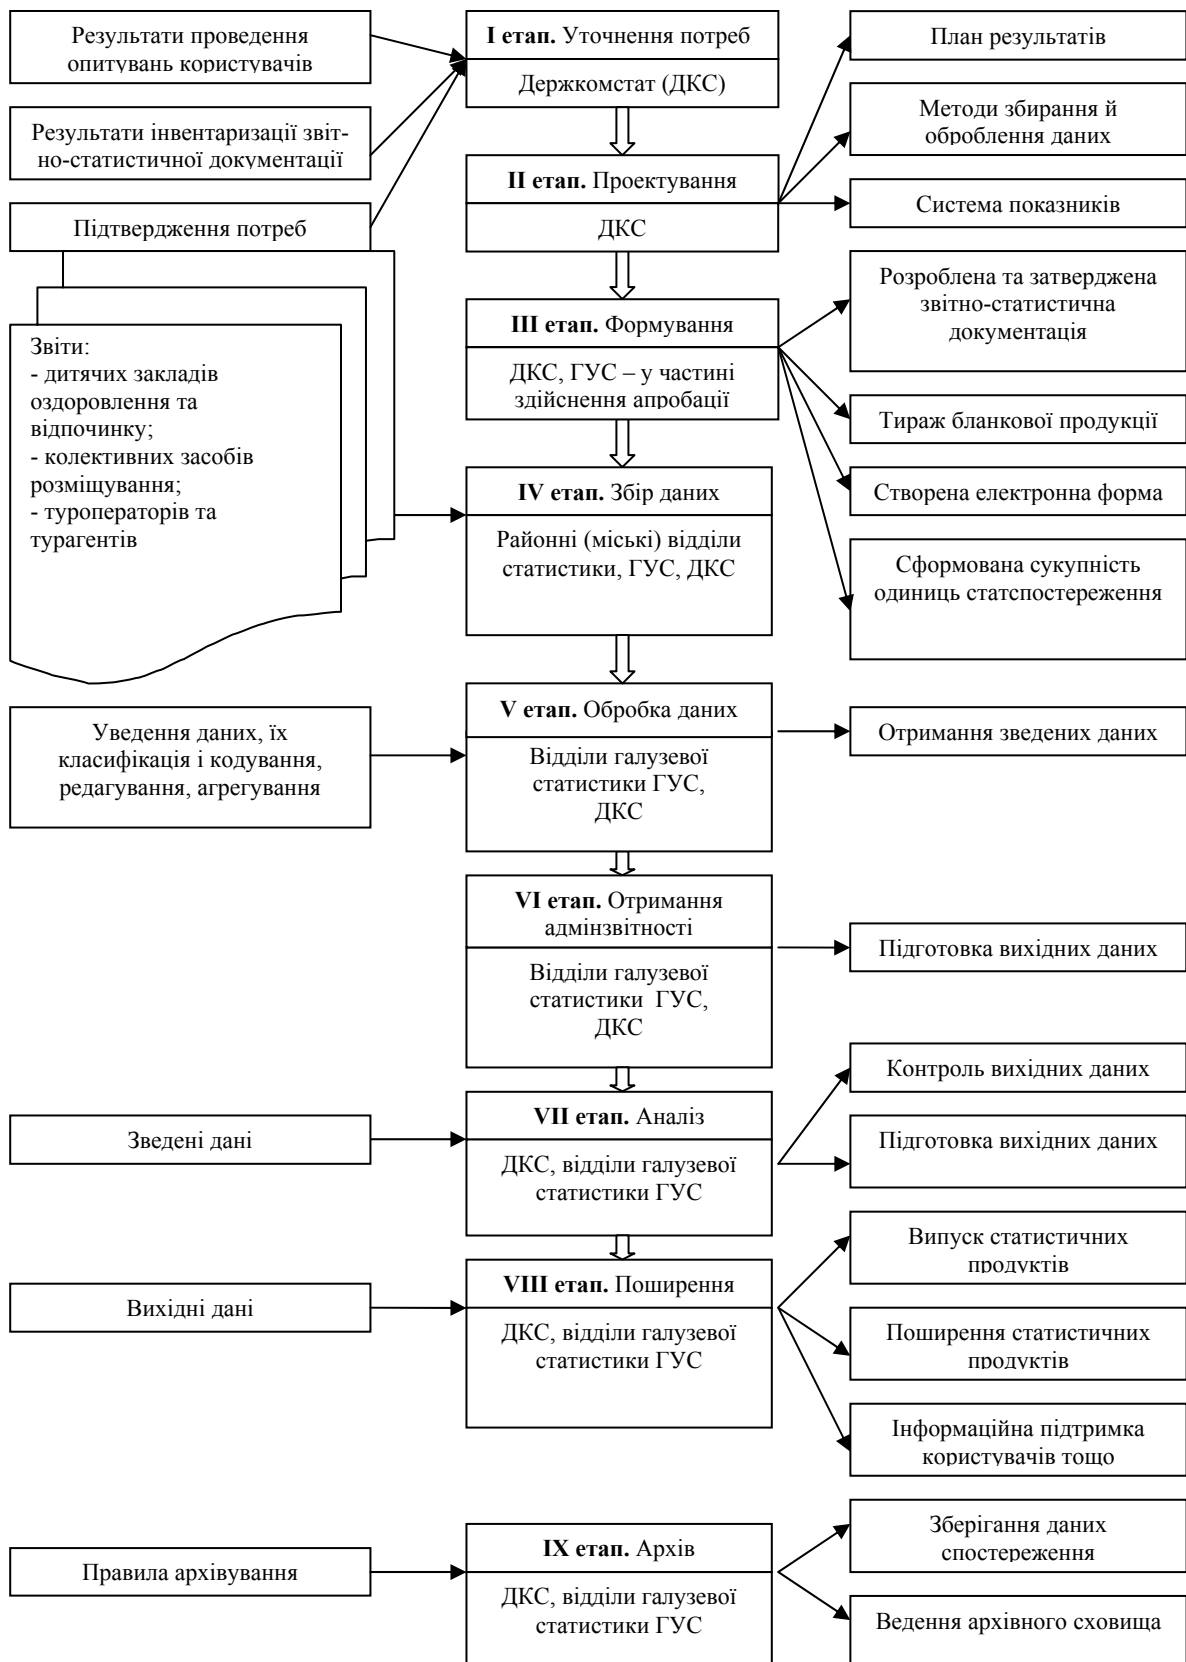 Результати проведення
опитувань користувачів
Результати інвентаризації звіт-
но-статистичної документації
Підтвердження потреб
Звіти:
- дитячих закладів
оздоровлення та
відпочинку;
- колективних засобів
розміщування;
- туроператорів та
турагентів
Уведення даних, їх
класифікація і кодування,
редагування, агрегування
Зведені дані
Вихідні дані
Правила архівування
I етап. Уточнення потреб
Держкомстат (ДКС)
II етап. Проектування
ДКС
III етап. Формування
ДКС, ГУС – у частині
здійснення апробації
IV етап. Збір даних
Районні (міські) відділи
статистики, ГУС, ДКС
V етап. Обробка даних
Відділи галузевої
статистики ГУС,
ДКС
VI етап. Отримання
адмінзвітності
Відділи галузевої
статистики ГУС,
ДКС
VII етап. Аналіз
ДКС, відділи галузевої
статистики ГУС
VIII етап. Поширення
ДКС, відділи галузевої
статистики ГУС
IX етап. Архів
ДКС, відділи галузевої
статистики ГУС
План результатів
Методи збирання й
оброблення даних
Система показників
Розроблена та затверджена
звітно-статистична
документація
Тираж бланкової продукції
Створена електронна форма
Сформована сукупність
одиниць статспостереження
Отримання зведених даних
Підготовка вихідних даних
Контроль вихідних даних
Підготовка вихідних даних
Випуск статистичних
продуктів
Поширення статистичних
продуктів
Інформаційна підтримка
користувачів тощо
Зберігання даних
спостереження
Ведення архівного сховища